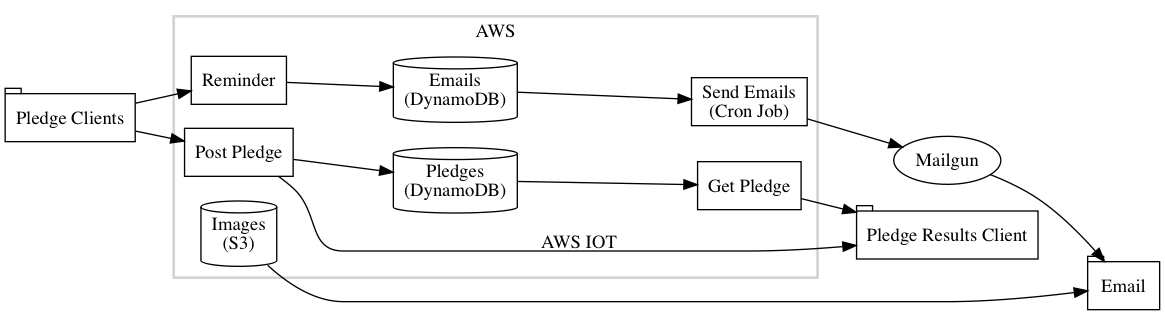 AWS
Reminder
Emails
(DynamoDB)
Send Emails
(Cron Job)
Pledge Clients
Post Pledge
Mailgun
Pledges
(DynamoDB)
Get Pledge
Images
(S3)
AWS IOT
Pledge Results Client
Email